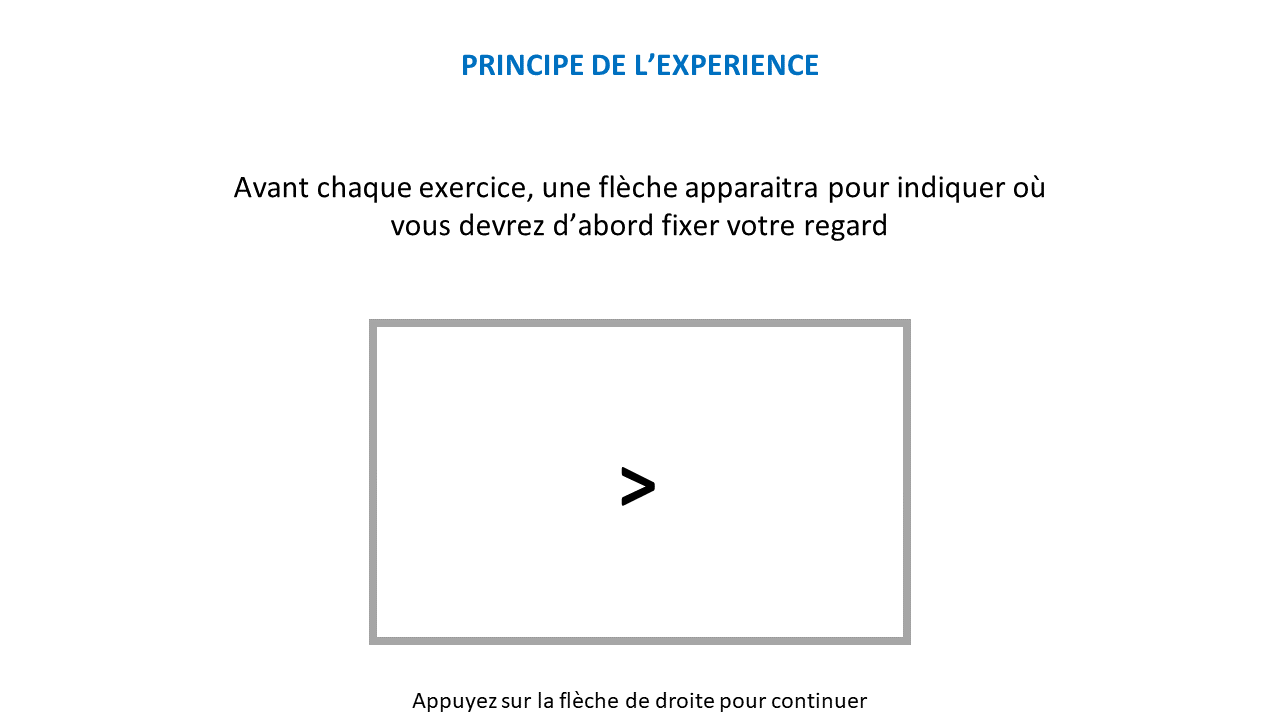 PRINCIPE DE L’EXPERIENCE
Avant chaque exercice, une flèche apparaitra pour indiquer où
vous devrez d’abord fixer votre regard
>
Appuyez sur la flèche de droite pour continuer